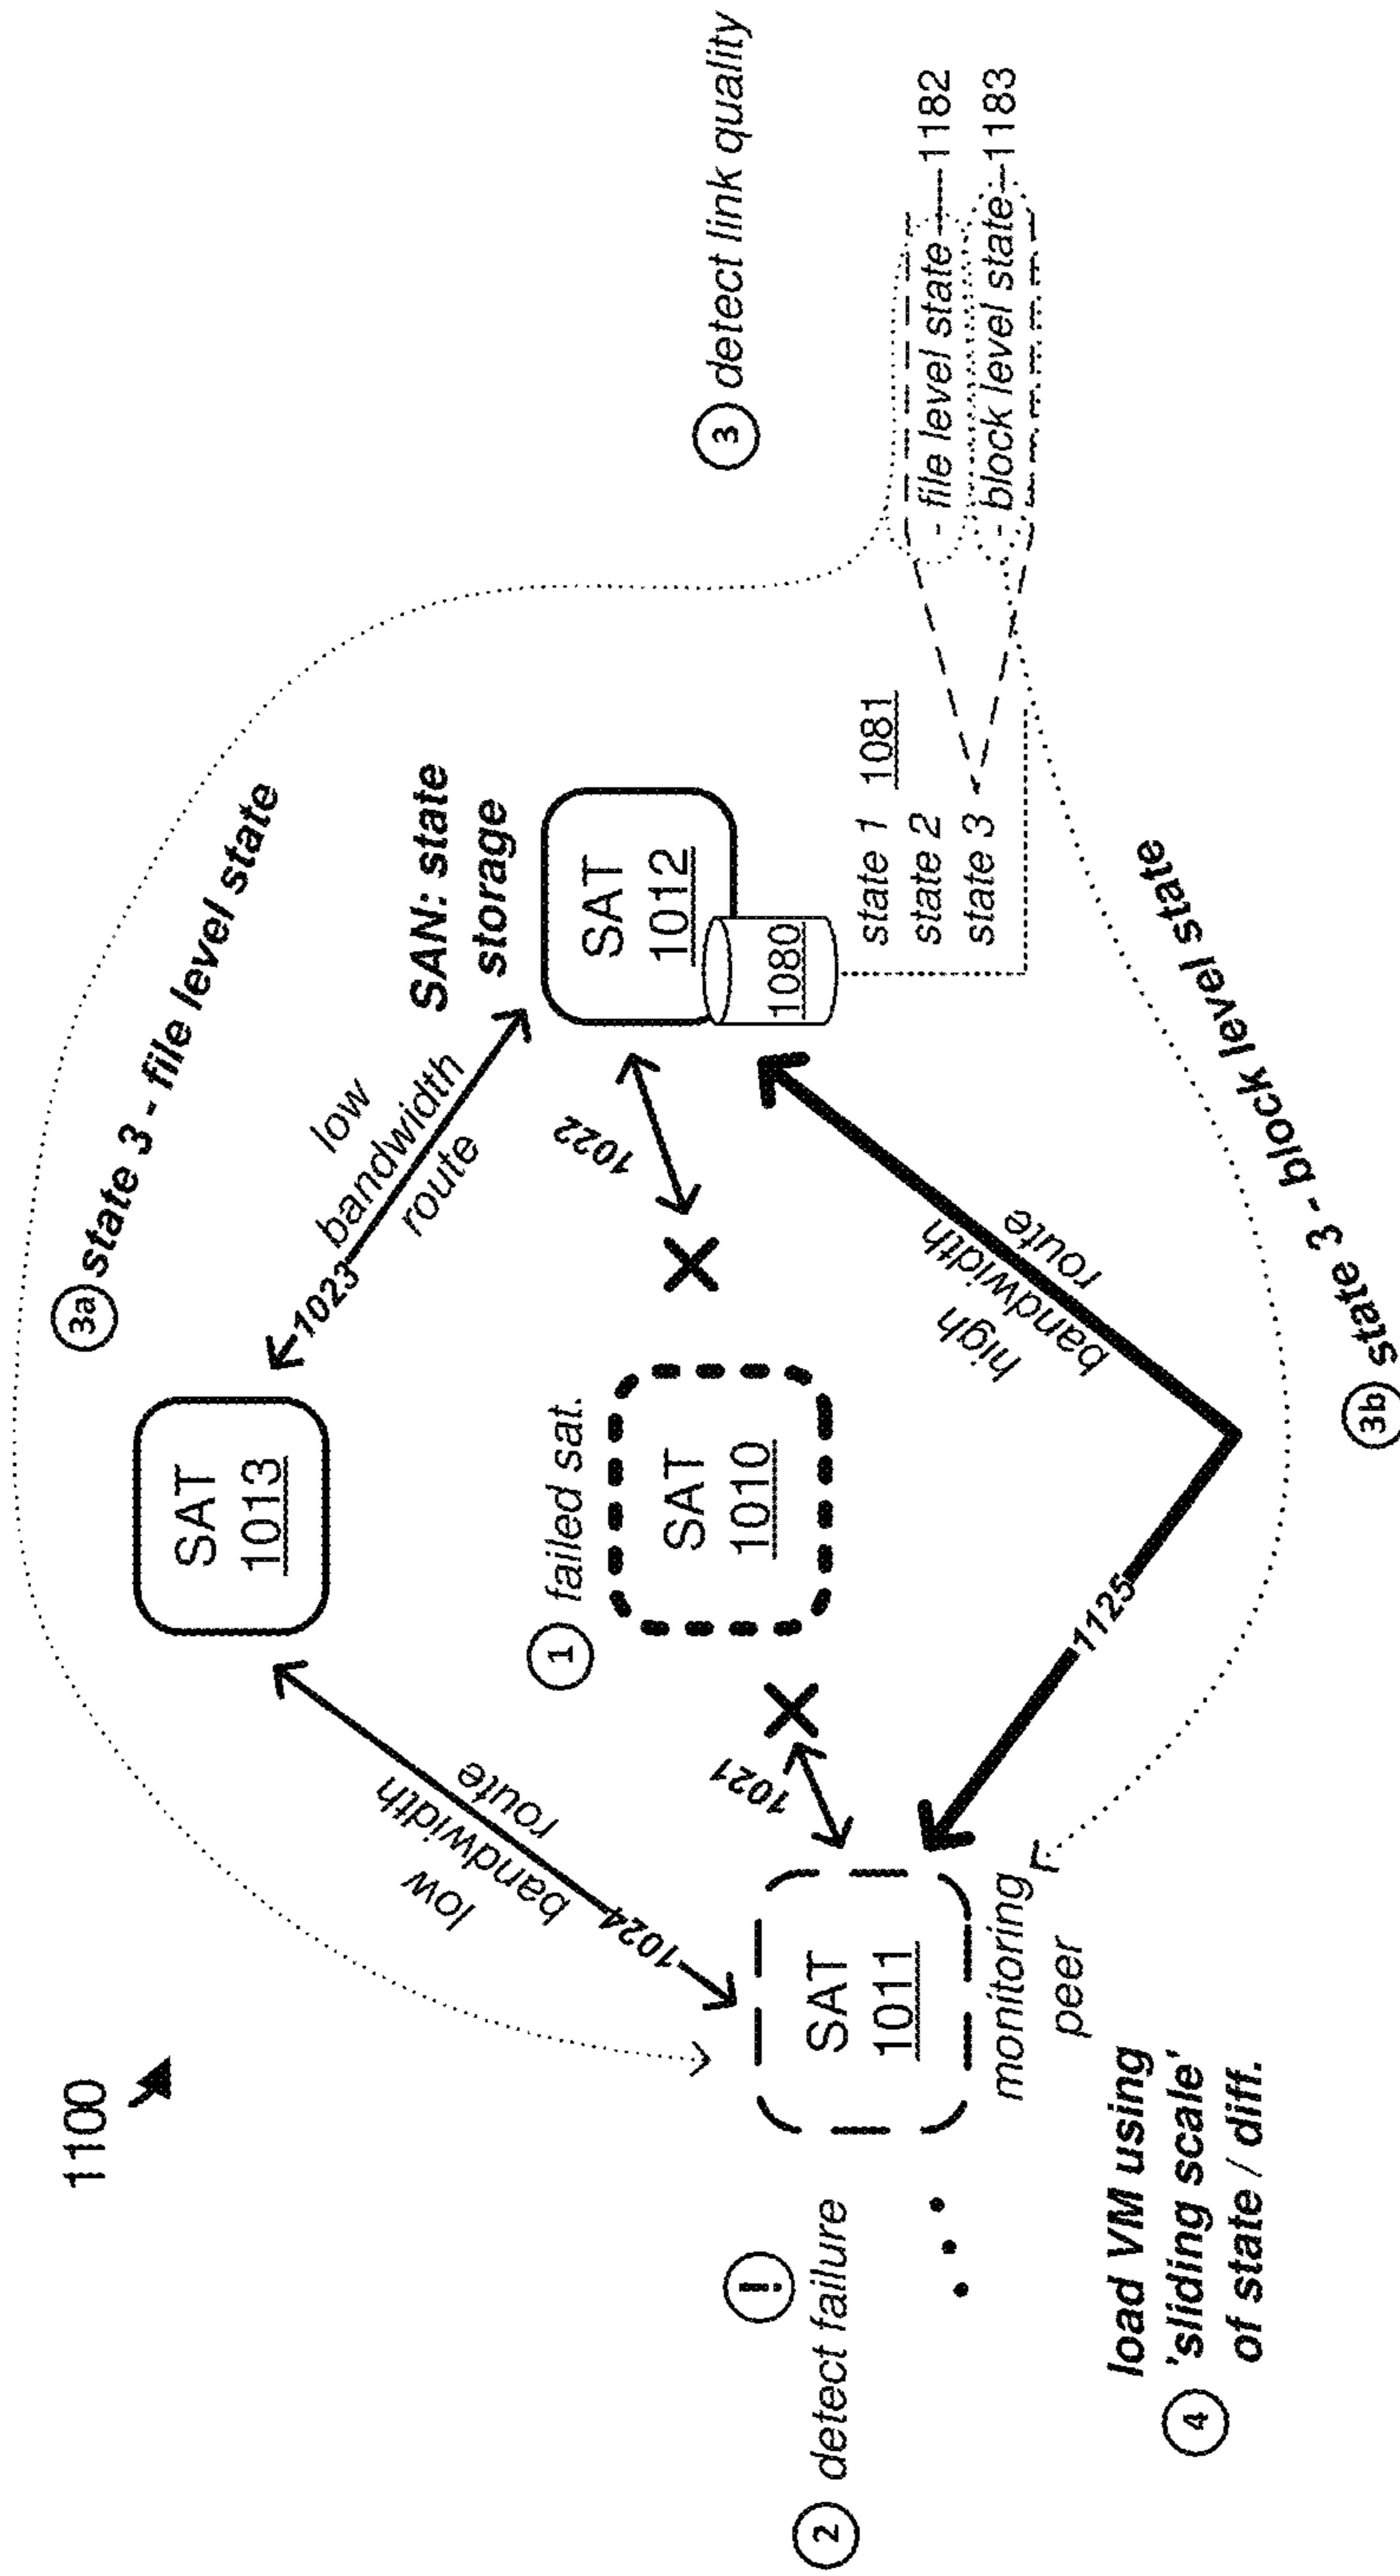 1100
3a state 3 - file level state
SAT
1013
low
bandwidth
route
1024
low
bandwidth
route
1023
SAN: state
storage
3 detect link quality
1 failed sat.
SAT
1010
1021
1022
SAT
1012
1080
i
2 detect failure
SAT
1011
monitoring
peer
state 1 1081
state 2
state 3
- file level state 1182
- block level state 1183
high
bandwidth
route
1125
4 load VM using
'sliding scale'
of state / diff.
3b state 3 - block level state